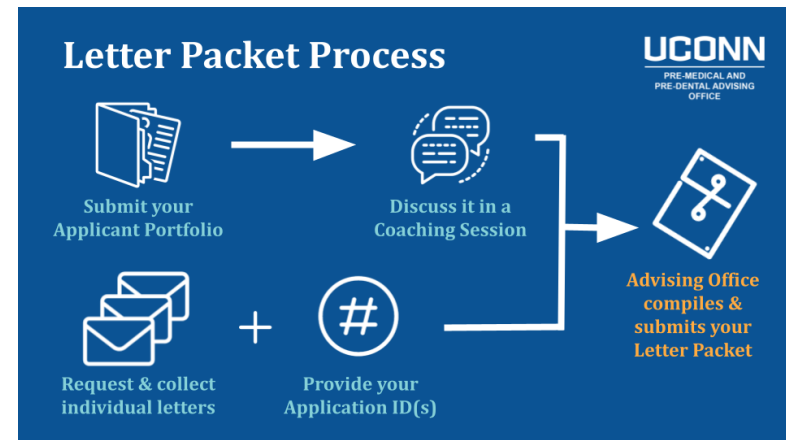 Letter Packet Process
UCONN
PRE-MEDICAL AND
PRE-DENTAL ADVISING
OFFICE
Submit your
Applicant Portfolio
Discuss it in a
Coaching Session
Request & collect
individual letters
+
#
Provide your
Application ID(s)
Advising Office
compiles &
submits your
Letter Packet